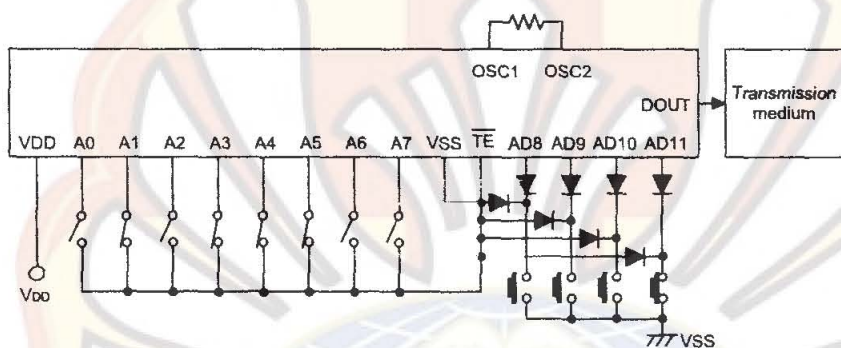 OSC1 OSC2
DOUT
Transmission
medium
VDD A0 A1 A2 A3 A4 A5 A6 A7 VSS TE AD8 AD9 AD10 AD11
VDD
VSS